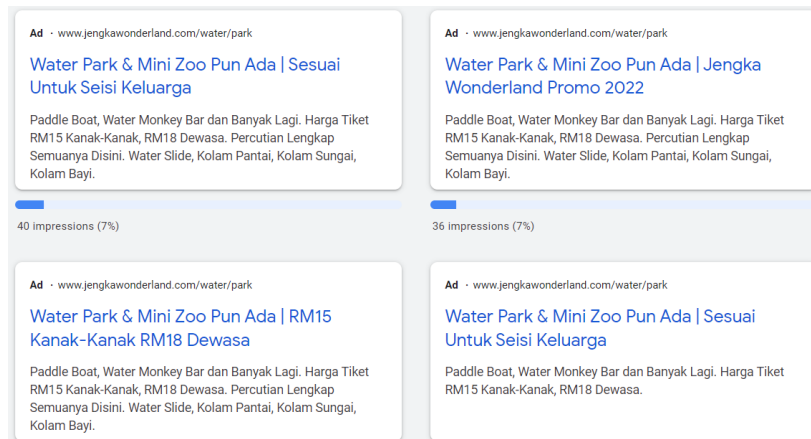 Ad · www.jengkawonderland.com/water/park
Water Park & Mini Zoo Pun Ada | Sesuai
Untuk Seisi Keluarga
Paddle Boat, Water Monkey Bar dan Banyak Lagi. Harga Tiket
RM15 Kanak-Kanak, RM18 Dewasa. Percutian Lengkap
Semuanya Disini. Water Slide, Kolam Pantai, Kolam Sungai,
Kolam Bayi.
40 impressions (7%)
Ad · www.jengkawonderland.com/water/park
Water Park & Mini Zoo Pun Ada | Jengka
Wonderland Promo 2022
Paddle Boat, Water Monkey Bar dan Banyak Lagi. Harga Tiket
RM15 Kanak-Kanak, RM18 Dewasa. Percutian Lengkap
Semuanya Disini. Water Slide, Kolam Pantai, Kolam Sungai,
Kolam Bayi.
36 impressions (7%)
Ad · www.jengkawonderland.com/water/park
Water Park & Mini Zoo Pun Ada | RM15
Kanak-Kanak RM18 Dewasa
Paddle Boat, Water Monkey Bar dan Banyak Lagi. Harga Tiket
RM15 Kanak-Kanak, RM18 Dewasa. Percutian Lengkap
Semuanya Disini. Water Slide, Kolam Pantai, Kolam Sungai,
Kolam Bayi.
Ad · www.jengkawonderland.com/water/park
Water Park & Mini Zoo Pun Ada | Sesuai
Untuk Seisi Keluarga
Paddle Boat, Water Monkey Bar dan Banyak Lagi. Harga Tiket
RM15 Kanak-Kanak, RM18 Dewasa.